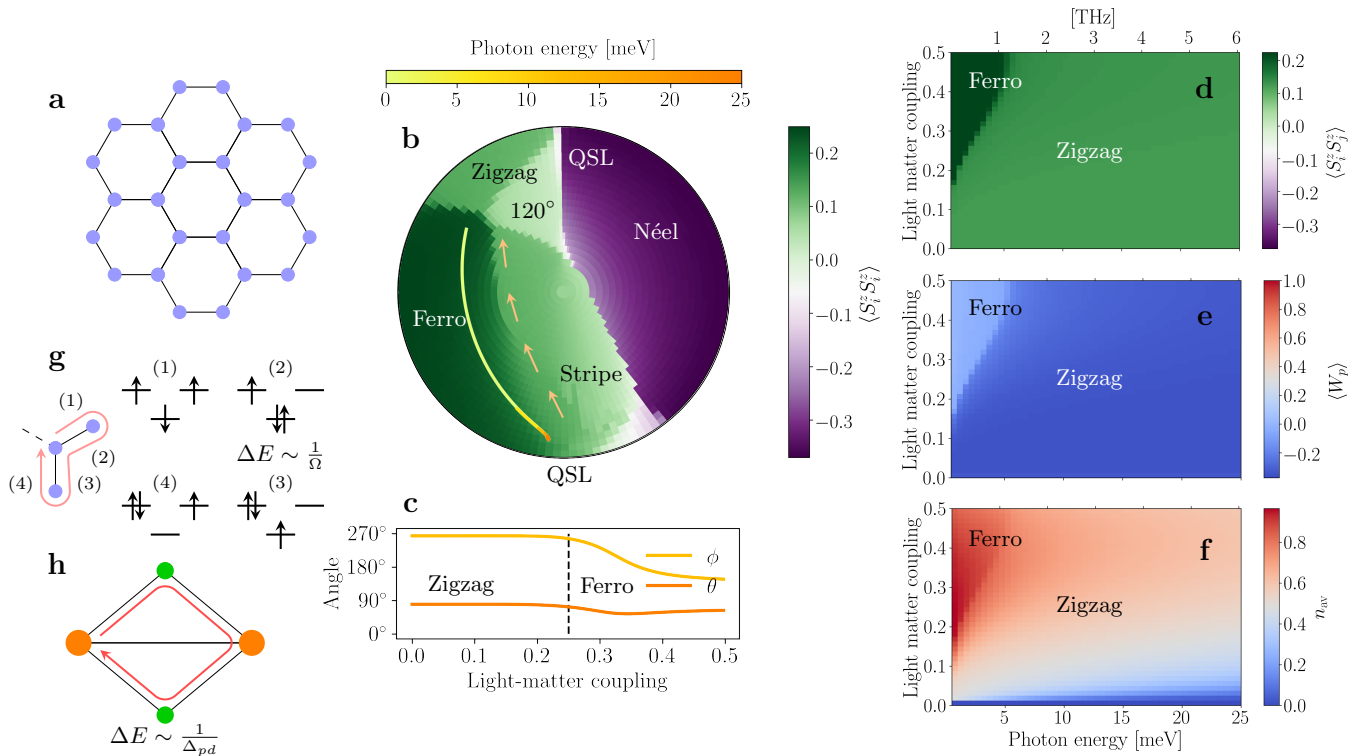 Photon energy [meV]
0 5 10 15 20 25
a
b
Zigzag
QSL
120°
Néel
Ferro
Stripe
QSL
0.2
0.1
0.0
−0.1
−0.2
−0.3
⟨S_i^z S_i^z⟩
g
(1) (2)
(1)
(2)
(4) (3)
ΔE ∼ 1/Ω
(4) (3)
h
ΔE ∼ 1/Δ_pd
c
270°
180°
90°
0°
Angle
Zigzag
Ferro
ϕ
θ
0.0 0.1 0.2 0.3 0.4 0.5
Light-matter coupling
[THz]
1 2 3 4 5 6
Light matter coupling
0.5
0.4
0.3
0.2
0.1
0.0
Ferro
d
Zigzag
0.2
0.1
0.0
−0.1
−0.2
−0.3
⟨S_i^z S_j^z⟩
Light matter coupling
0.5
0.4
0.3
0.2
0.1
0.0
Ferro
e
Zigzag
1.0
0.8
0.6
0.4
0.2
0.0
−0.2
⟨W_p⟩
Light matter coupling
0.5
0.4
0.3
0.2
0.1
0.0
Ferro
f
Zigzag
0.8
0.6
0.4
0.2
0.0
n_av
5 10 15 20 25
Photon energy [meV]